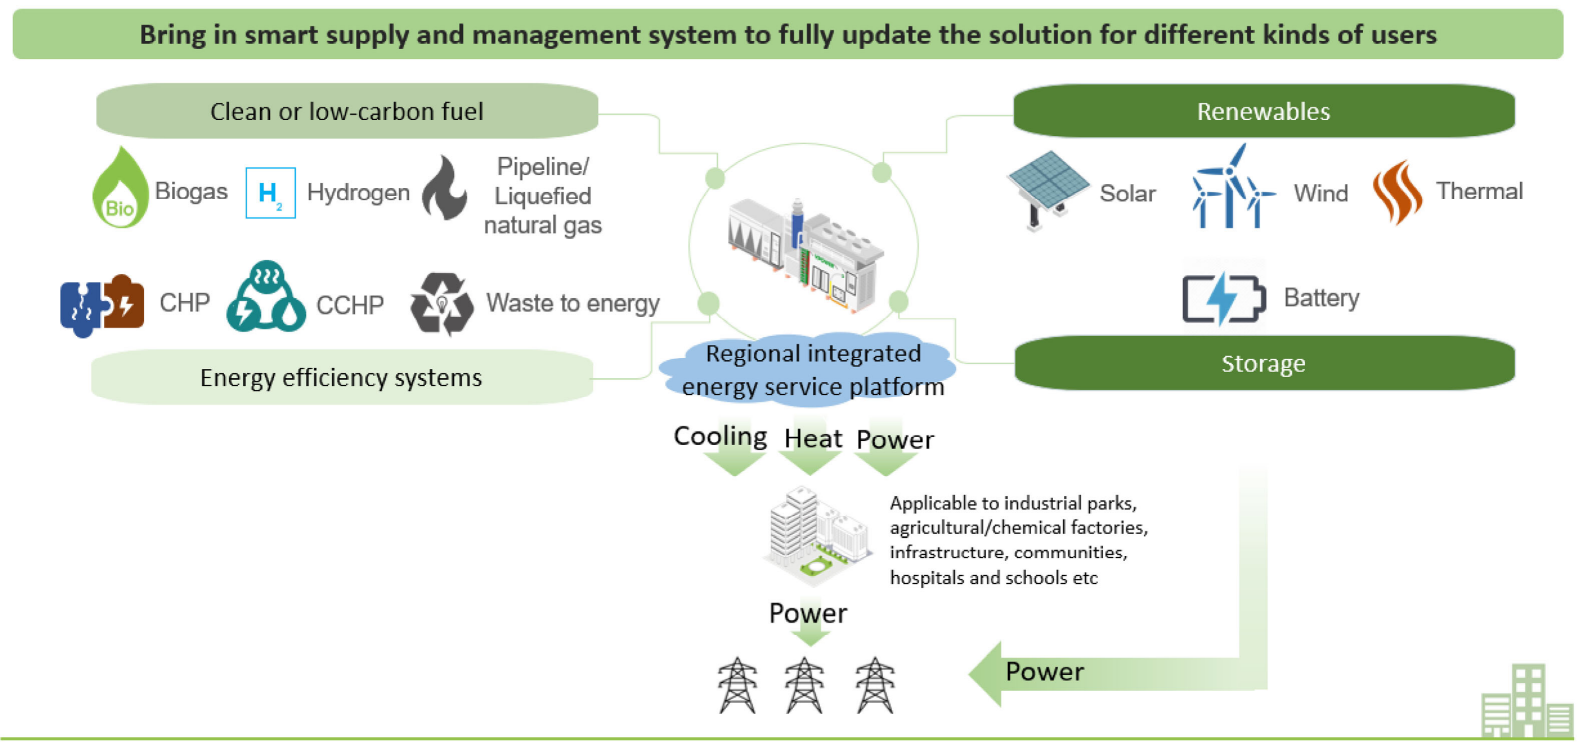 Bring in smart supply and management system to fully update the solution for different kinds of users
Clean or low-carbon fuel
Renewables
Bio
Biogas
H2
Hydrogen
Pipeline/
Liquefied
natural gas
Solar
Wind
Thermal
CHP
CCHP
Waste to energy
Battery
Energy efficiency systems
Storage
Regional integrated
energy service platform
Cooling
Heat
Power
Applicable to industrial parks,
agricultural/chemical factories,
infrastructure, communities,
hospitals and schools etc
Power
Power